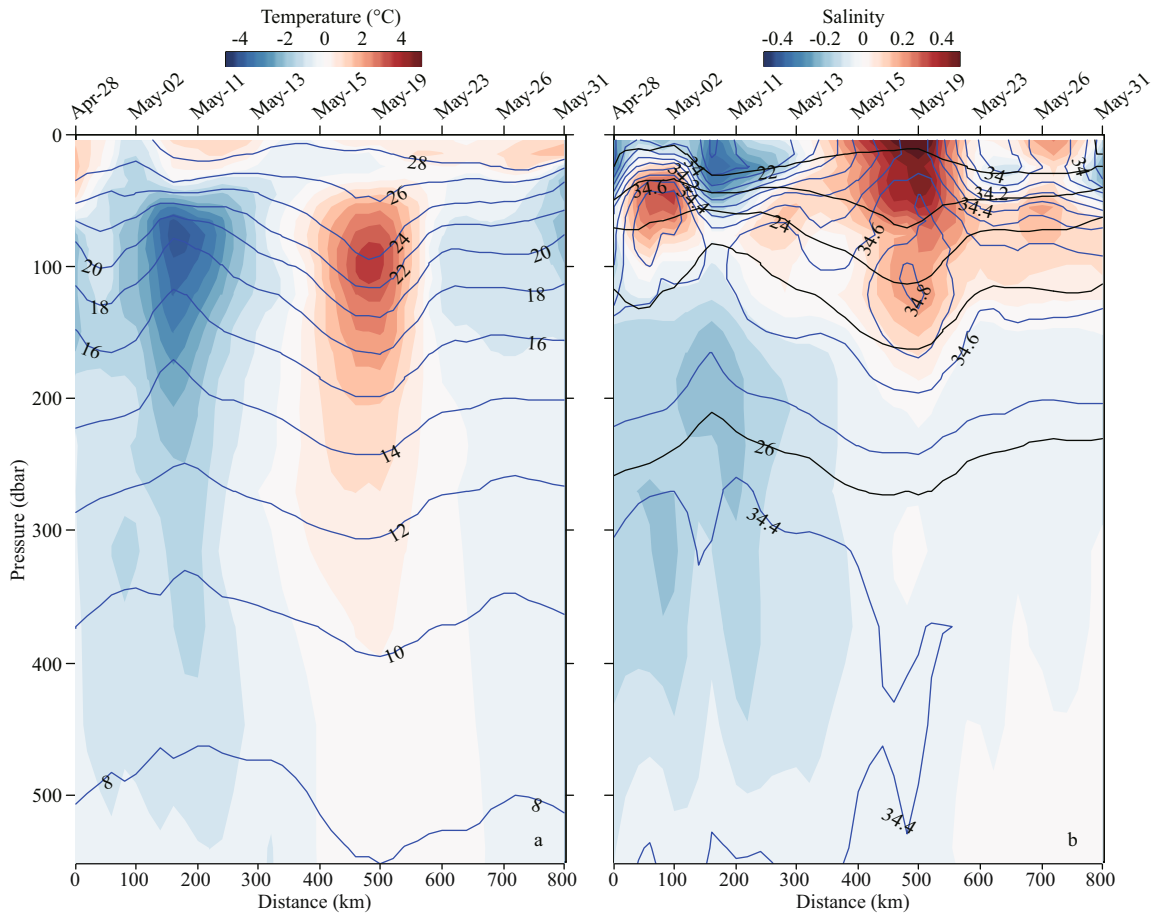 Temperature (°C)
-4 -2 0 2 4
Apr-28 May-02 May-11 May-13 May-15 May-19 May-23 May-26 May-31
0
100
200
300
400
500
Pressure (dbar)
28
26
24
22
20
20
18
18
16
16
14
12
10
8
8
a
0 100 200 300 400 500 600 700 800
Distance (km)
Salinity
-0.4 -0.2 0 0.2 0.4
Apr-28 May-02 May-11 May-13 May-15 May-19 May-23 May-26 May-31
34
34.2
34.4
34.6
22
34
34
34.2
34.4
24
34.6
34.8
34.6
26
34.4
34.4
b
0 100 200 300 400 500 600 700 800
Distance (km)